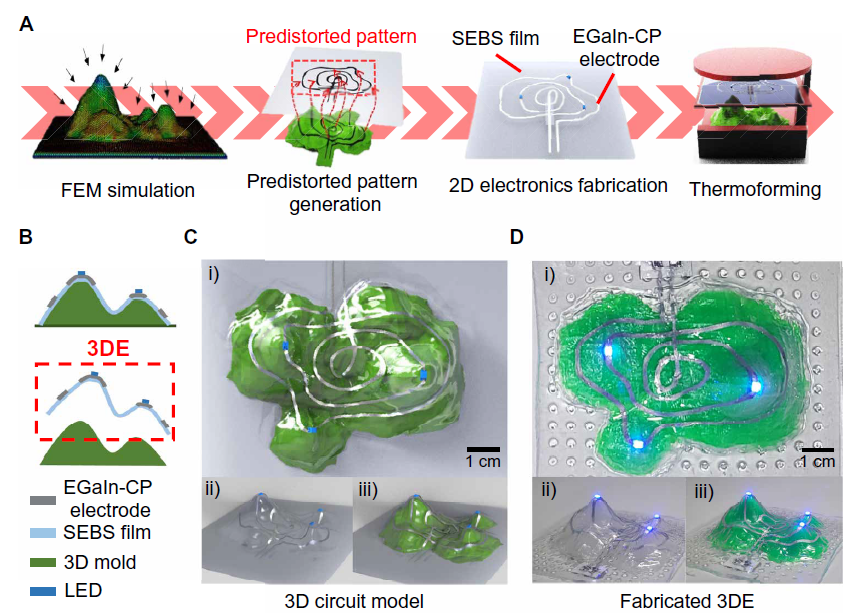 A
Predistorted pattern
SEBS film
EGaIn-CP
electrode
FEM simulation
Predistorted pattern
generation
2D electronics fabrication
Thermoforming
B
3DE
EGaIn-CP
electrode
SEBS film
3D mold
LED
C
i)
1 cm
ii)
iii)
3D circuit model
D
i)
1 cm
ii)
iii)
Fabricated 3DE